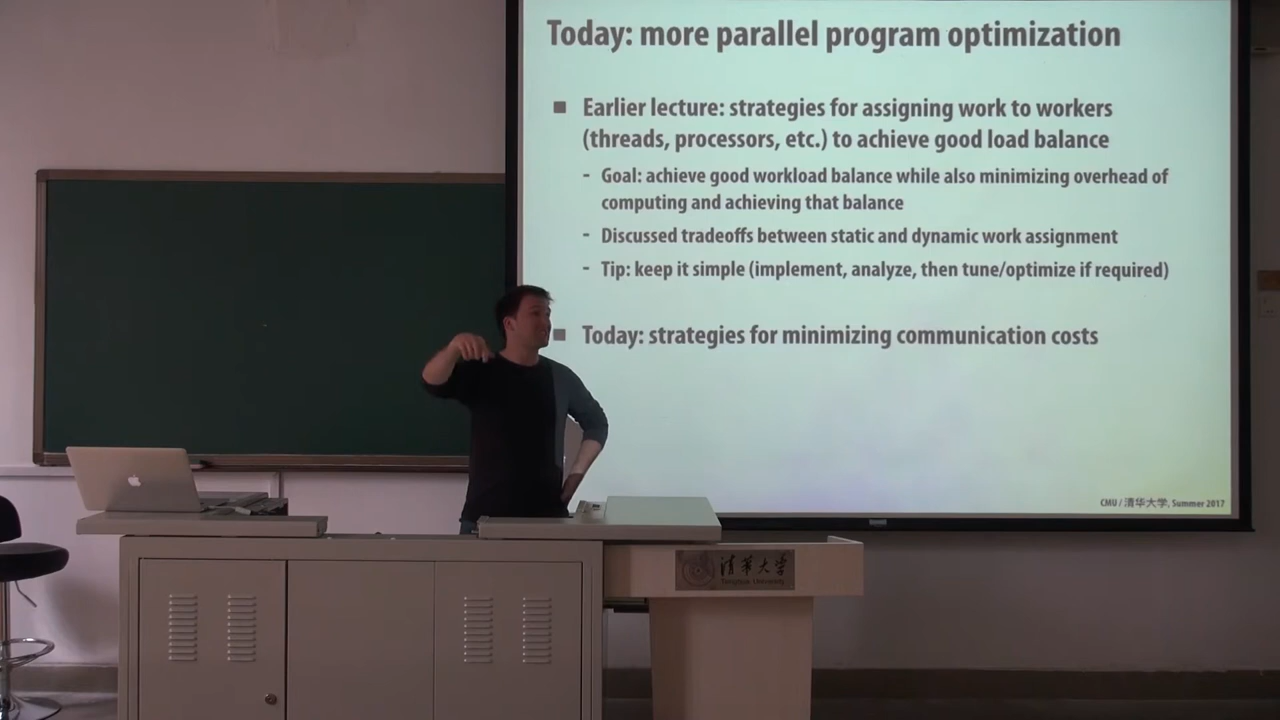 Today: more parallel program optimization
Earlier lecture: strategies for assigning work to workers
(threads, processors, etc.) to achieve good load balance
- Goal: achieve good workload balance while also minimizing overhead of
computing and achieving that balance
- Discussed tradeoffs between static and dynamic work assignment
- Tip: keep it simple (implement, analyze, then tune/optimize if required)
Today: strategies for minimizing communication costs
CMU / 清华大学, Summer 2017
清華大学
Tsinghua University